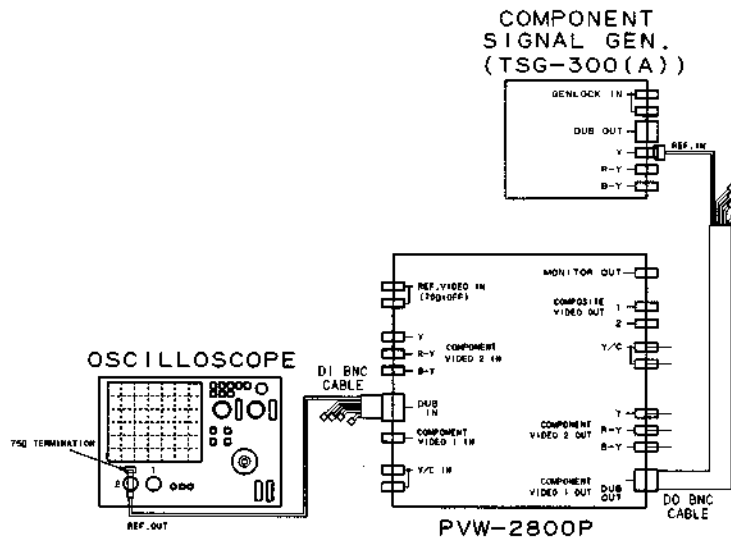 COMPONENT
SIGNAL GEN.
(TSG-300(A))
GENLOCK IN
DUB OUT
Y
REF.IN
R-Y
B-Y
MONITOR OUT
REF.VIDEO IN
(75Ω:OFF)
COMPOSITE
VIDEO OUT
1
2
Y
R-Y
B-Y
COMPONENT
VIDEO 2 IN
Y/C
OSCILLOSCOPE
DI BNC
CABLE
DUB
IN
COMPONENT
VIDEO 1 IN
Y
R-Y
B-Y
COMPONENT
VIDEO 2 OUT
75Ω TERMINATION
1
2
Y/C IN
COMPONENT
VIDEO 1 OUT
DUB
OUT
DO BNC
CABLE
REF.OUT
PVW-2800P